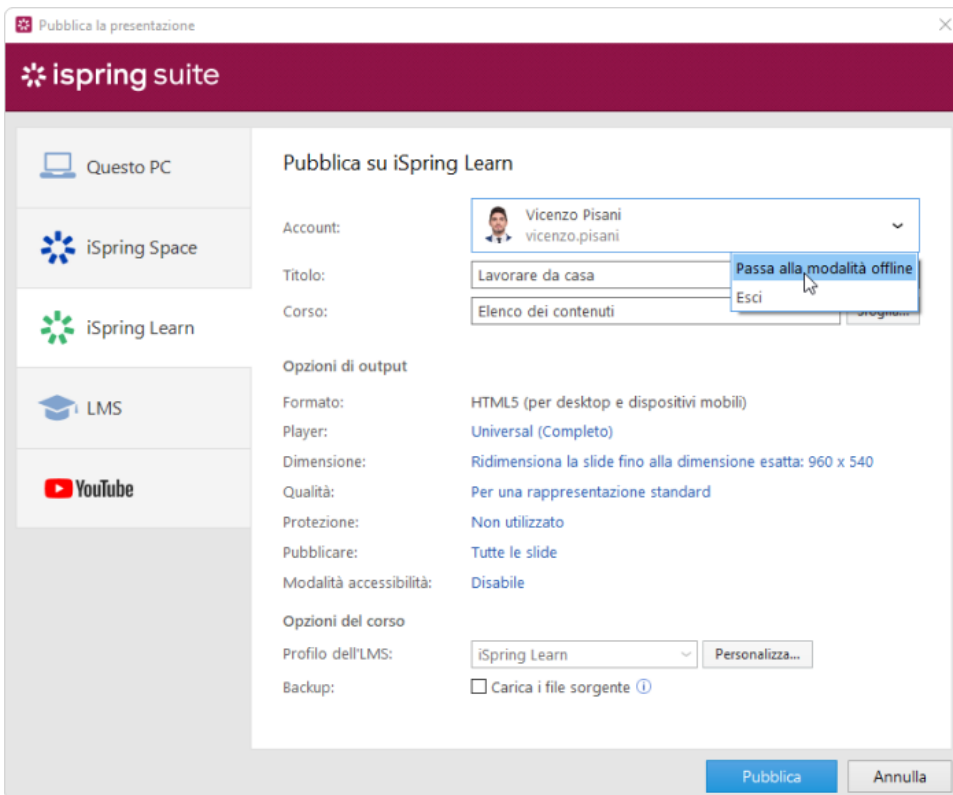 Pubblica la presentazione
ispring suite
Questo PC
iSpring Space
iSpring Learn
LMS
YouTube
Pubblica su iSpring Learn
Account:
Vicenzo Pisani
vicenzo.pisani
Passa alla modalità offline
Esci
Titolo:
Lavorare da casa
Corso:
Elenco dei contenuti
Sfoglia...
Opzioni di output
Formato:
HTML5 (per desktop e dispositivi mobili)
Player:
Universal (Completo)
Dimensione:
Ridimensiona la slide fino alla dimensione esatta: 960 x 540
Qualità:
Per una rappresentazione standard
Protezione:
Non utilizzato
Pubblicare:
Tutte le slide
Modalità accessibilità:
Disabile
Opzioni del corso
Profilo dell'LMS:
iSpring Learn
Personalizza...
Backup:
Carica i file sorgente
Pubblica
Annulla